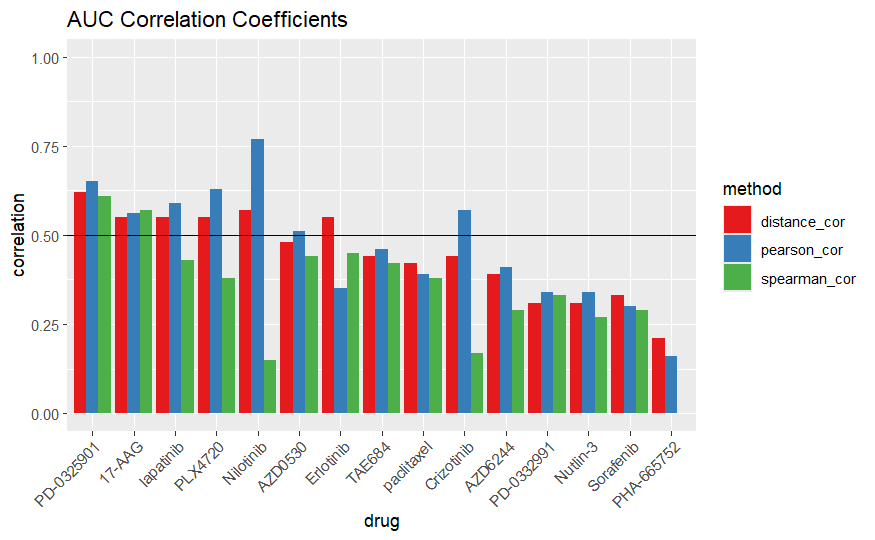 AUC Correlation Coefficients
1.00
0.75
0.50
0.25
0.00
correlation
PD-0325901
17-AAG
lapatinib
PLX4720
Nilotinib
AZD0530
Erlotinib
TAE684
paclitaxel
Crizotinib
AZD6244
PD-0332991
Nutlin-3
Sorafenib
PHA-665752
drug
method
distance_cor
pearson_cor
spearman_cor